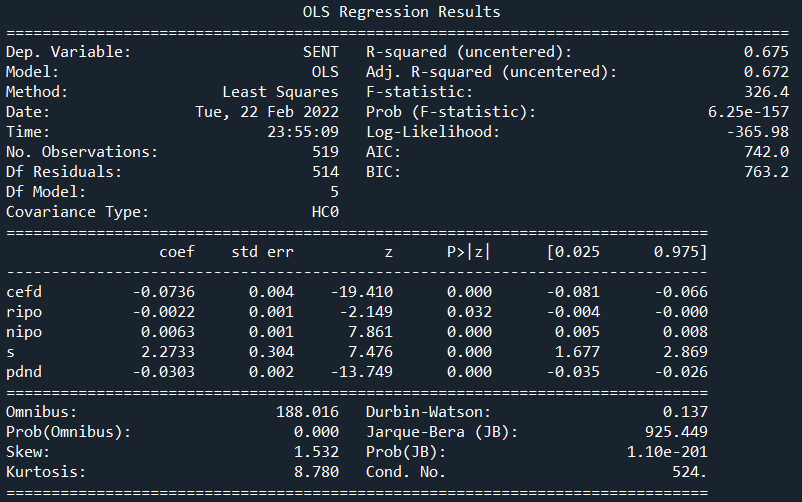 OLS Regression Results
=======================================================================================
Dep. Variable:                   SENT   R-squared (uncentered):                   0.675
Model:                            OLS   Adj. R-squared (uncentered):              0.672
Method:                 Least Squares   F-statistic:                              326.4
Date:                Tue, 22 Feb 2022   Prob (F-statistic):                   6.25e-157
Time:                        23:55:09   Log-Likelihood:                         -365.98
No. Observations:                 519   AIC:                                      742.0
Df Residuals:                     514   BIC:                                      763.2
Df Model:                           5
Covariance Type:                  HC0
==============================================================================
                 coef    std err          z      P>|z|      [0.025      0.975]
------------------------------------------------------------------------------
cefd          -0.0736      0.004    -19.410      0.000      -0.081      -0.066
ripo          -0.0022      0.001     -2.149      0.032      -0.004      -0.000
nipo           0.0063      0.001      7.861      0.000       0.005       0.008
s              2.2733      0.304      7.476      0.000       1.677       2.869
pdnd          -0.0303      0.002    -13.749      0.000      -0.035      -0.026
==============================================================================
Omnibus:                      188.016   Durbin-Watson:                   0.137
Prob(Omnibus):                  0.000   Jarque-Bera (JB):              925.449
Skew:                           1.532   Prob(JB):                    1.10e-201
Kurtosis:                       8.780   Cond. No.                         524.
==============================================================================